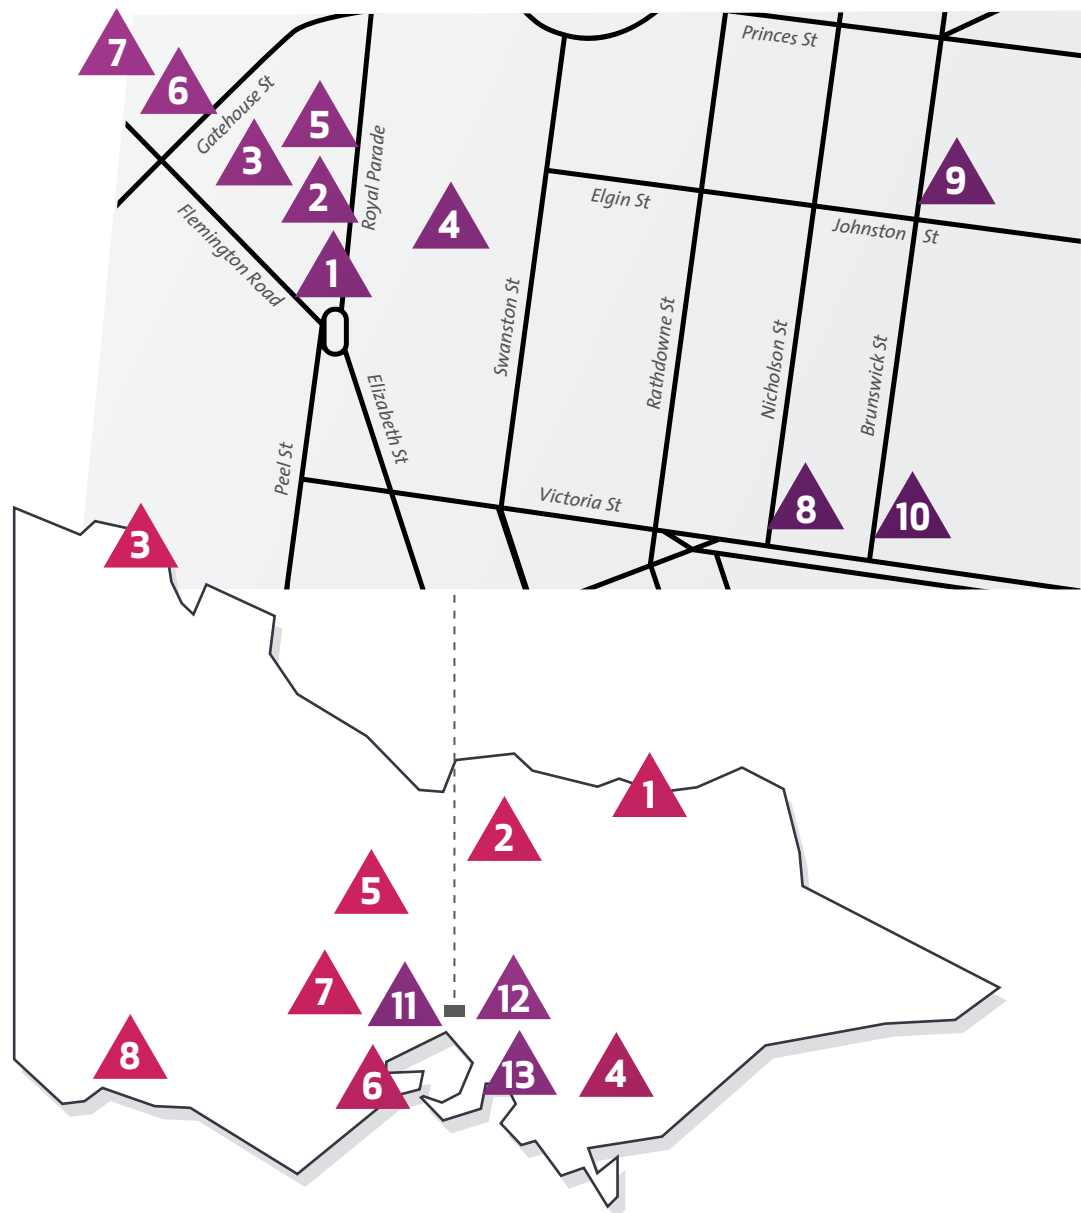 7
6
Gatehouse St
5
3
2
Royal Parade
4
1
Flemington Road
Princes St
Elgin St
Johnston St
9
Swanston St
Rathdowne St
Nicholson St
Brunswick St
Elizabeth St
Peel St
Victoria St
8
10
3
1
2
5
7
11
12
8
6
13
4